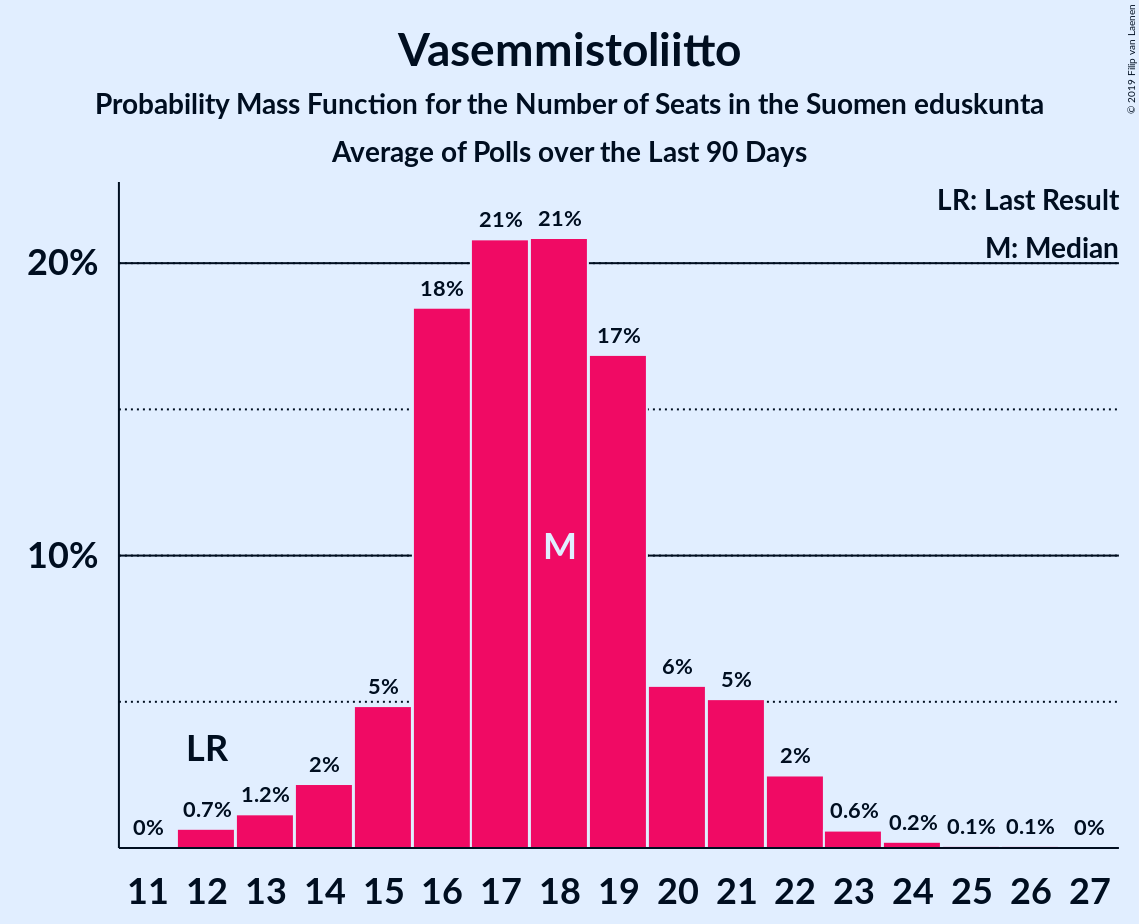 Vasemmistoliitto
Probability Mass Function for the Number of Seats in the Suomen eduskunta
Average of Polls over the Last 90 Days
© 2019 Filip van Laenen
LR: Last Result
M: Median
20%
10%
0%
0.7%
1.2%
2%
5%
18%
21%
21%
17%
6%
5%
2%
0.6%
0.2%
0.1%
0.1%
0%
LR
M
11 12 13 14 15 16 17 18 19 20 21 22 23 24 25 26 27